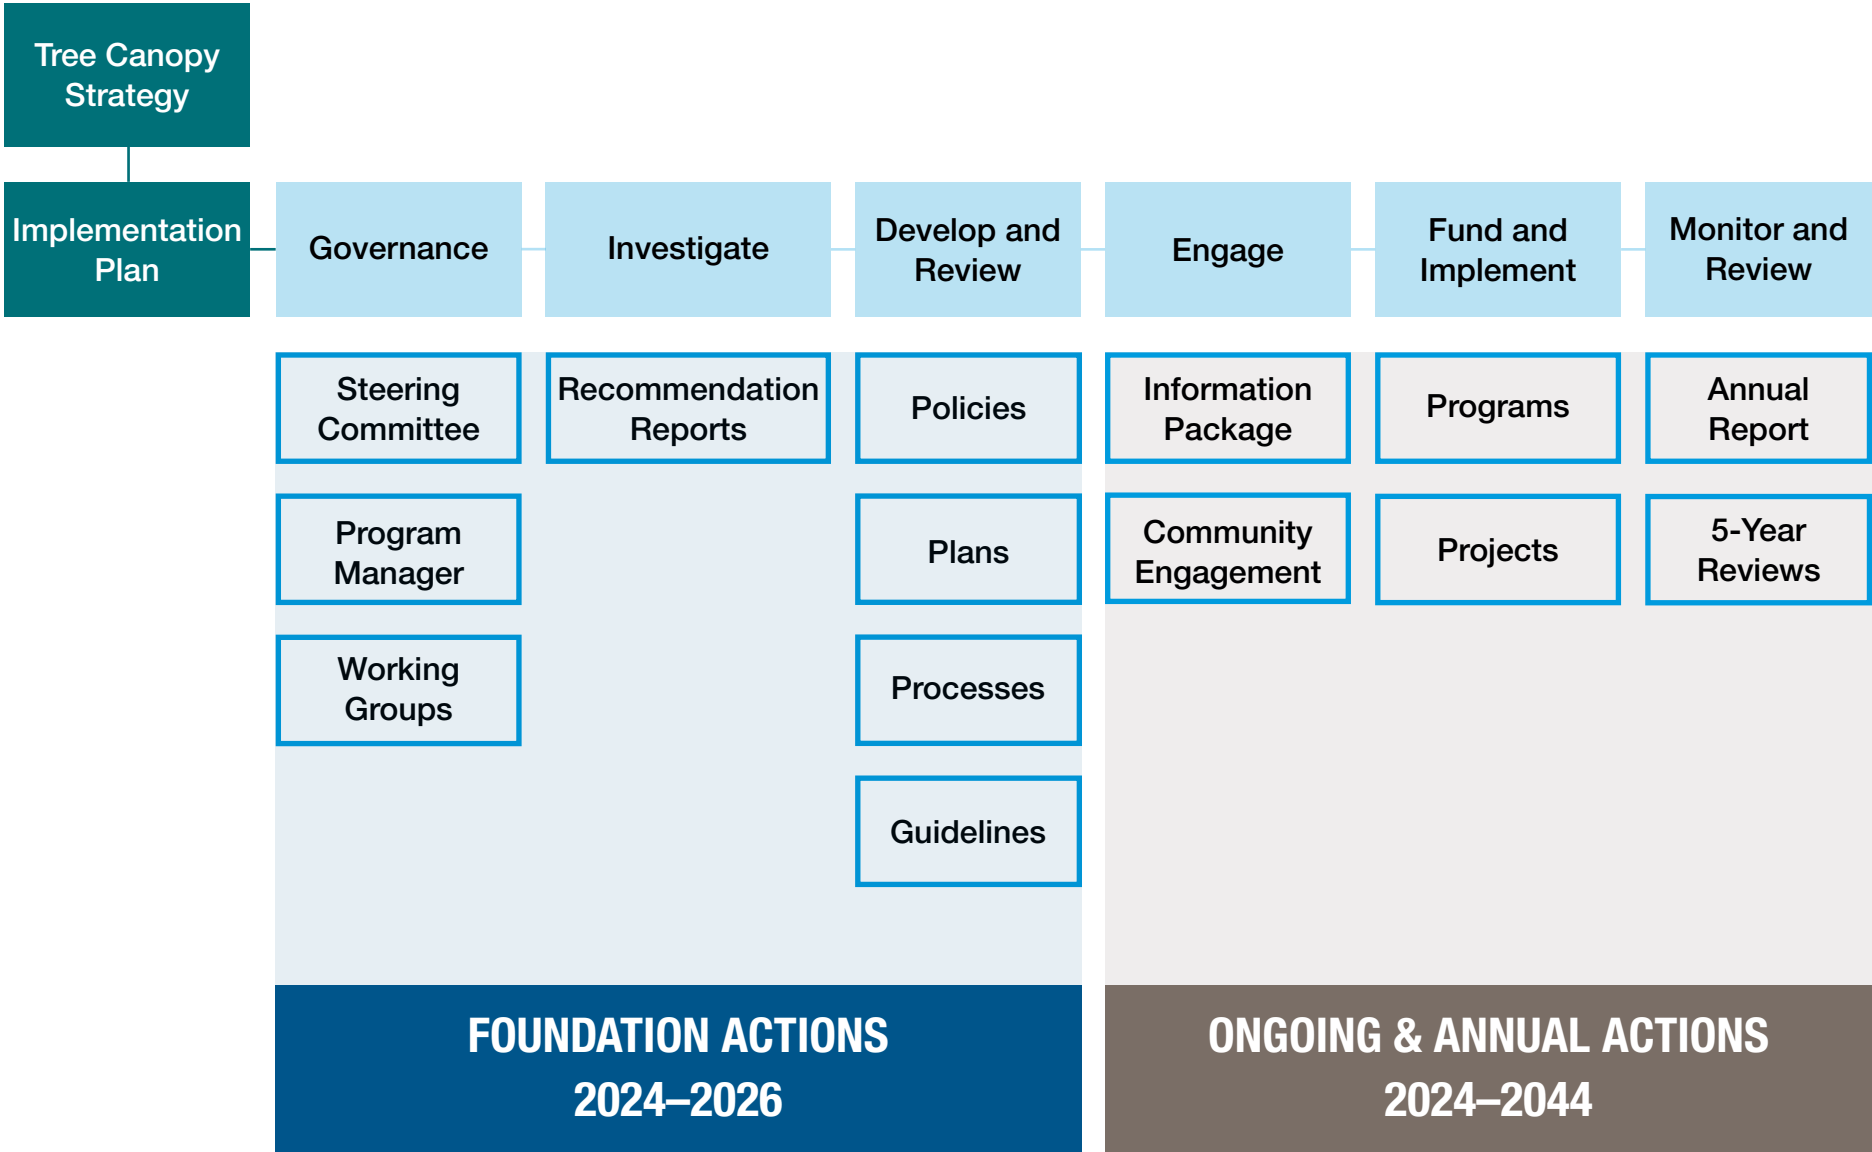 Tree Canopy
Strategy
Implementation
Plan
Governance
Investigate
Develop and
Review
Engage
Fund and
Implement
Monitor and
Review
Steering
Committee
Program
Manager
Working
Groups
Recommendation
Reports
Policies
Plans
Processes
Guidelines
Information
Package
Community
Engagement
Programs
Projects
Annual
Report
5-Year
Reviews
FOUNDATION ACTIONS
2024–2026
ONGOING & ANNUAL ACTIONS
2024–2044